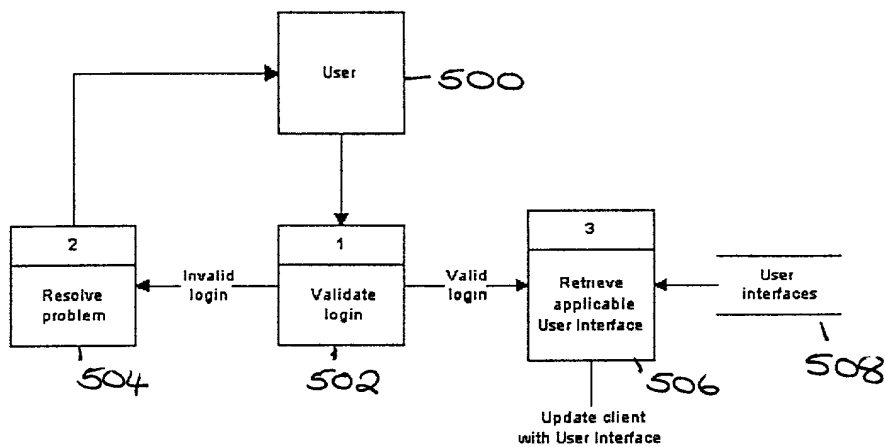 User
500
2
1
3
Resolve
problem
Invalid
login
Validate
login
Valid
login
Retrieve
applicable
User Interface
User
interfaces
504
502
506
508
Update client
with User Interface